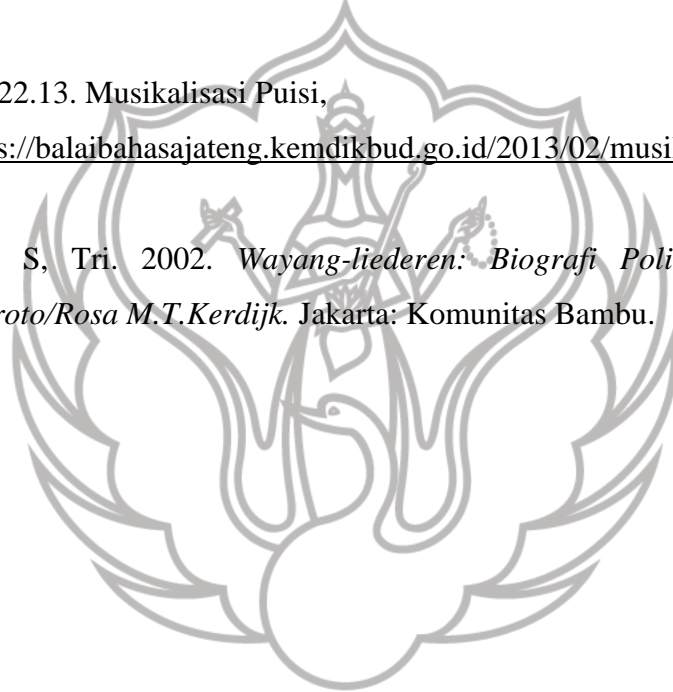 22.13. Musikalisasi Puisi,
s://balaibahasajateng.kemdikbud.go.id/2013/02/musi
S, Tri. 2002. Wayang-liederen: Biografi Poli
roto/Rosa M.T.Kerdijk. Jakarta: Komunitas Bambu.